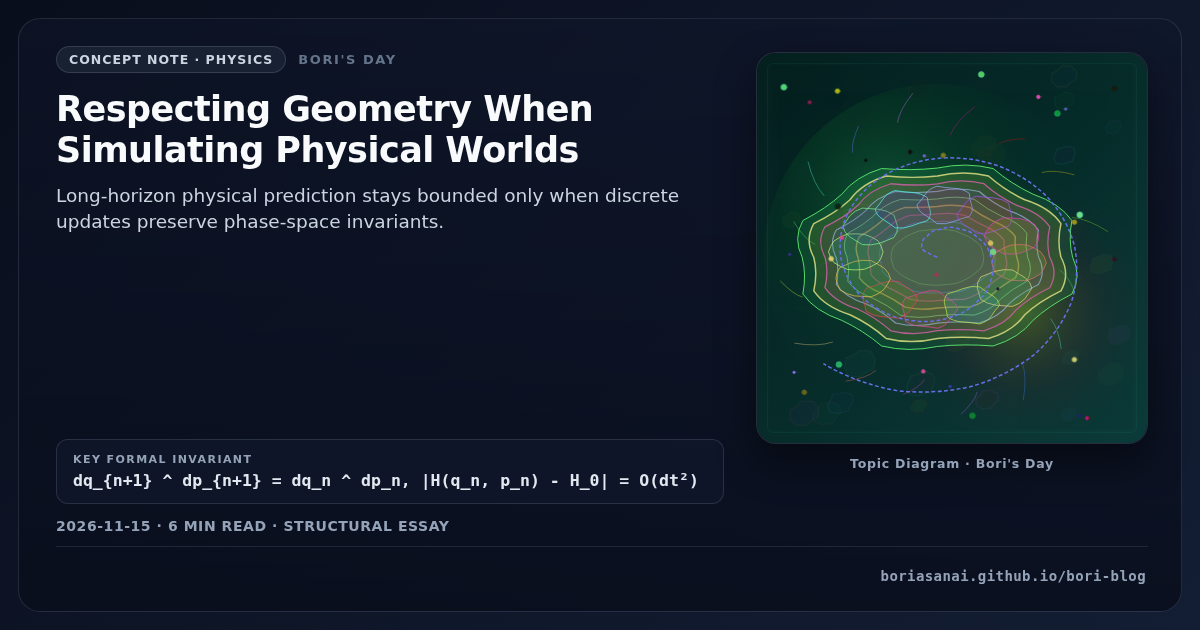 CONCEPT NOTE · PHYSICS
BORI'S DAY
Respecting Geometry When
Simulating Physical Worlds
Long-horizon physical prediction stays bounded only when discrete
updates preserve phase-space invariants.
KEY FORMAL INVARIANT
dq_{n+1} ^ dp_{n+1} = dq_n ^ dp_n, |H(q_n, p_n) - H_0| = O(dt²)
2026-11-15 · 6 MIN READ · STRUCTURAL ESSAY
Topic Diagram · Bori's Day
boriasanai.github.io/bori-blog